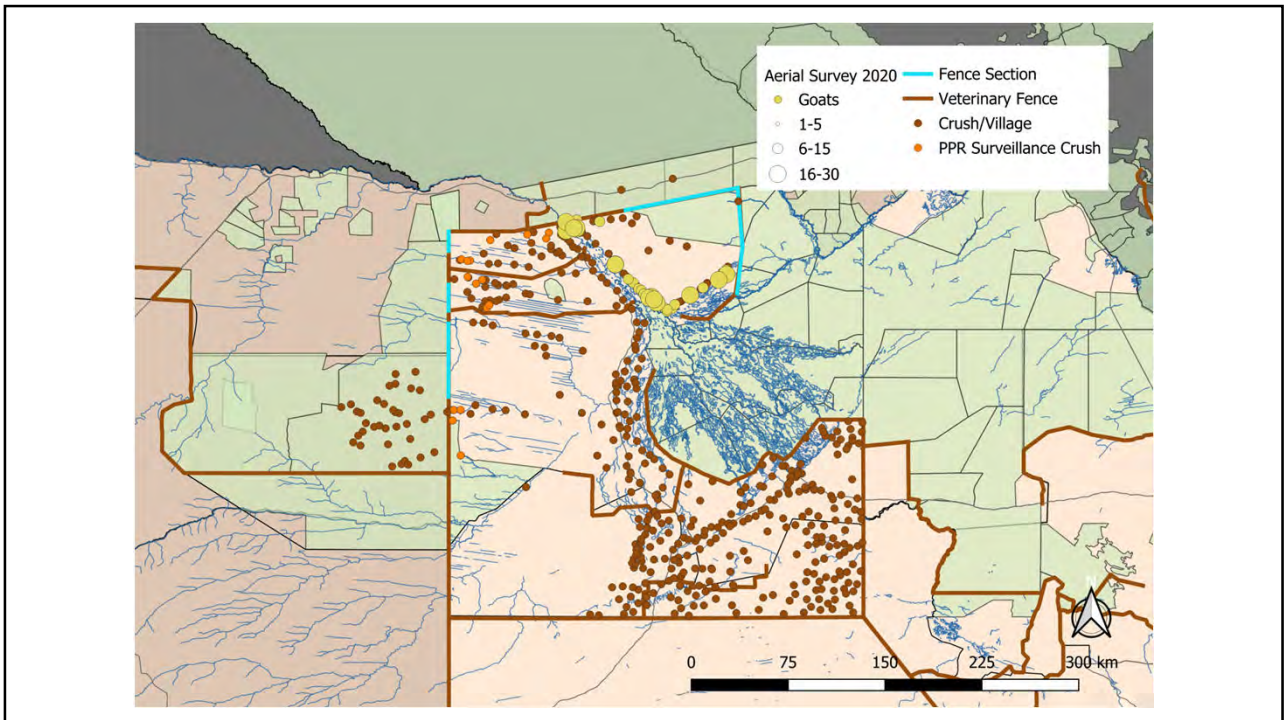 Aerial Survey 2020
Goats
1-5
6-15
16-30
Fence Section
Veterinary Fence
Crush/Village
PPR Surveillance Crush
N
0 75 150 225 300 km